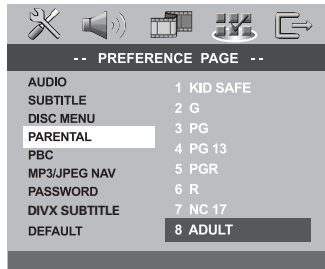 -- PREFERENCE PAGE --
AUDIO
SUBTITLE
DISC MENU
PARENTAL
PBC
MP3/JPEG NAV
PASSWORD
DIVX SUBTITLE
DEFAULT
1 KID SAFE
2 G
3 PG
4 PG 13
5 PGR
6 R
7 NC 17
8 ADULT